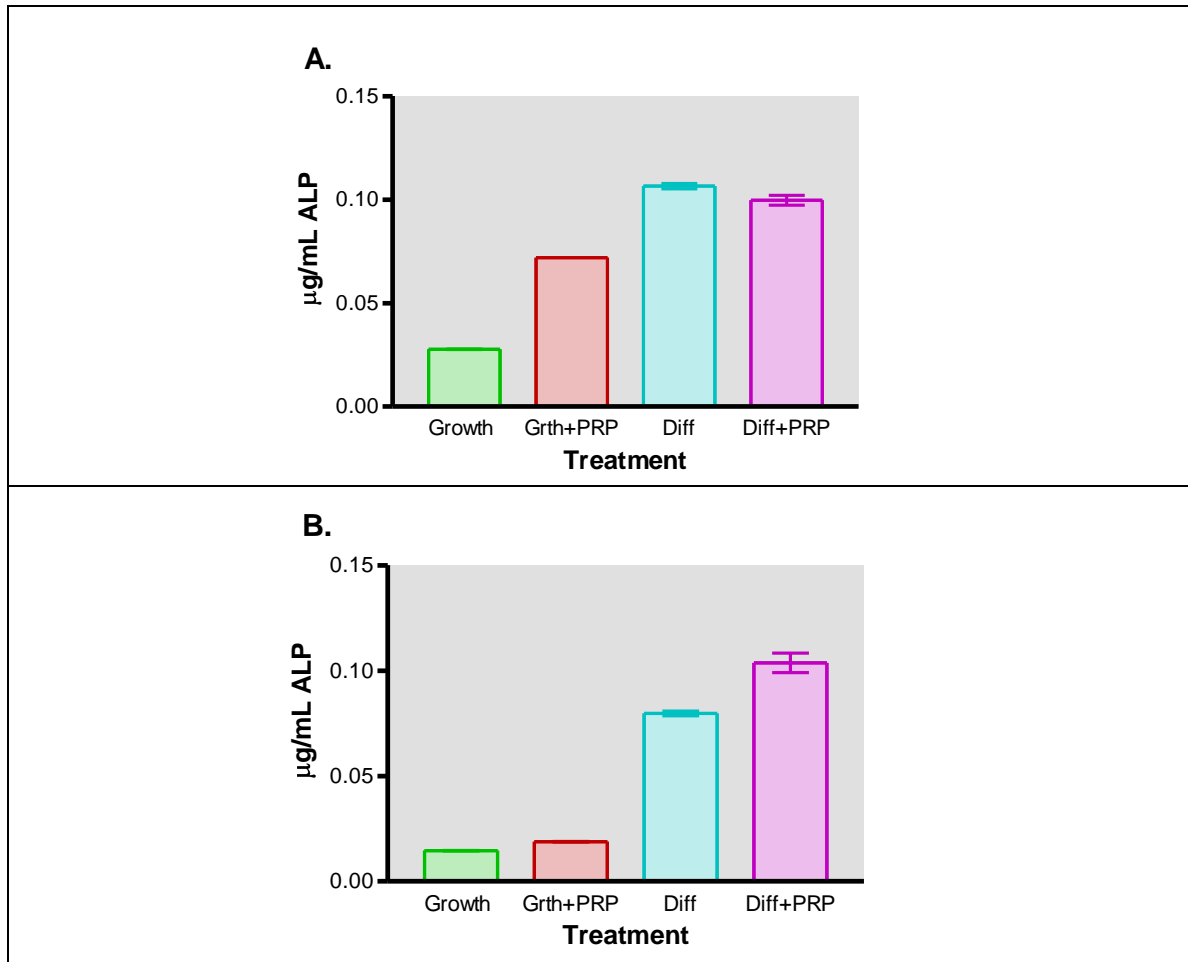 A.
μg/mL ALP
0.15
0.10
0.05
0.00
Growth Grth+PRP Diff Diff+PRP
Treatment
B.
μg/mL ALP
0.15
0.10
0.05
0.00
Growth Grth+PRP Diff Diff+PRP
Treatment